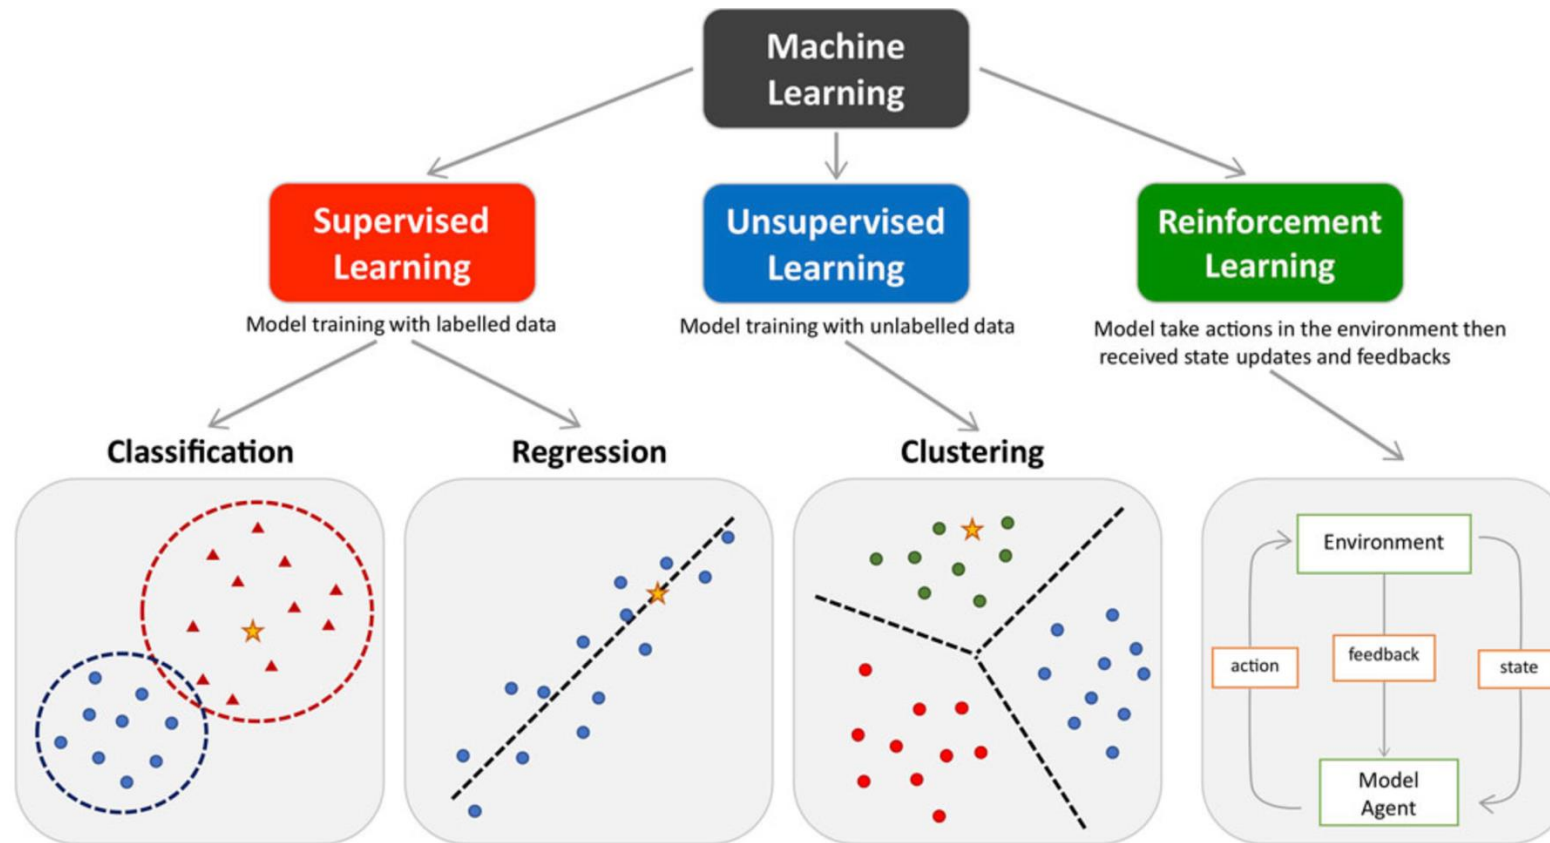 Machine
Learning
Supervised
Learning
Unsupervised
Learning
Reinforcement
Learning
Model training with labelled data
Model training with unlabelled data
Model take actions in the environment then
received state updates and feedbacks
Classification
Regression
Clustering
Environment
action
feedback
state
Model
Agent